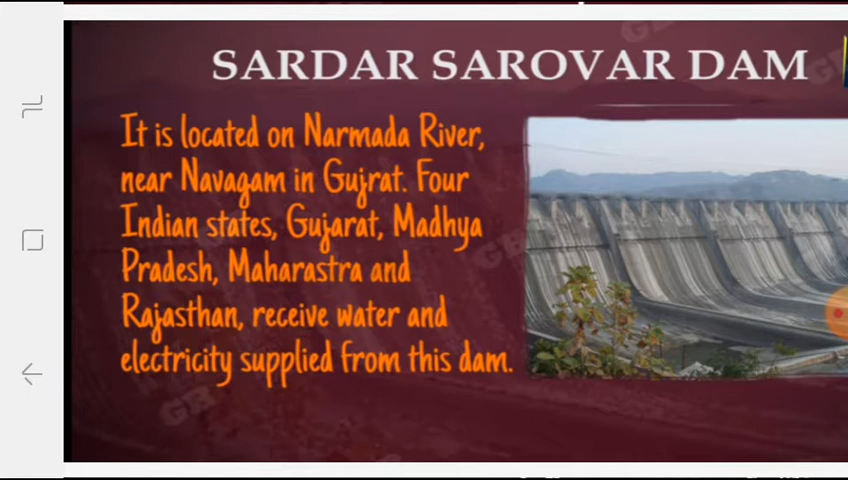 SARDAR SAROVAR DAM
It is located on Narmada River,
near Navagam in Gujrat. Four
Indian states, Gujarat, Madhya
Pradesh, Maharastra and
Rajasthan, receive water and
electricity supplied from this dam.